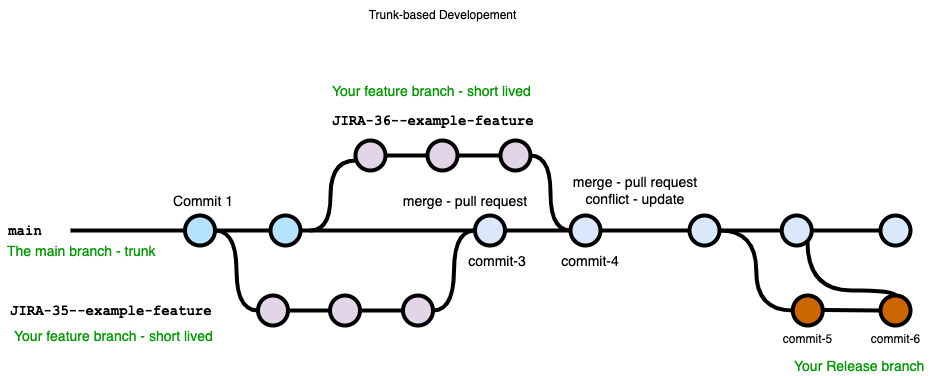 Trunk-based Developement
Your feature branch - short lived
JIRA-36--example-feature
merge - pull request
conflict - update
Commit 1
merge - pull request
main
The main branch - trunk
commit-3
commit-4
JIRA-35--example-feature
Your feature branch - short lived
commit-5
commit-6
Your Release branch